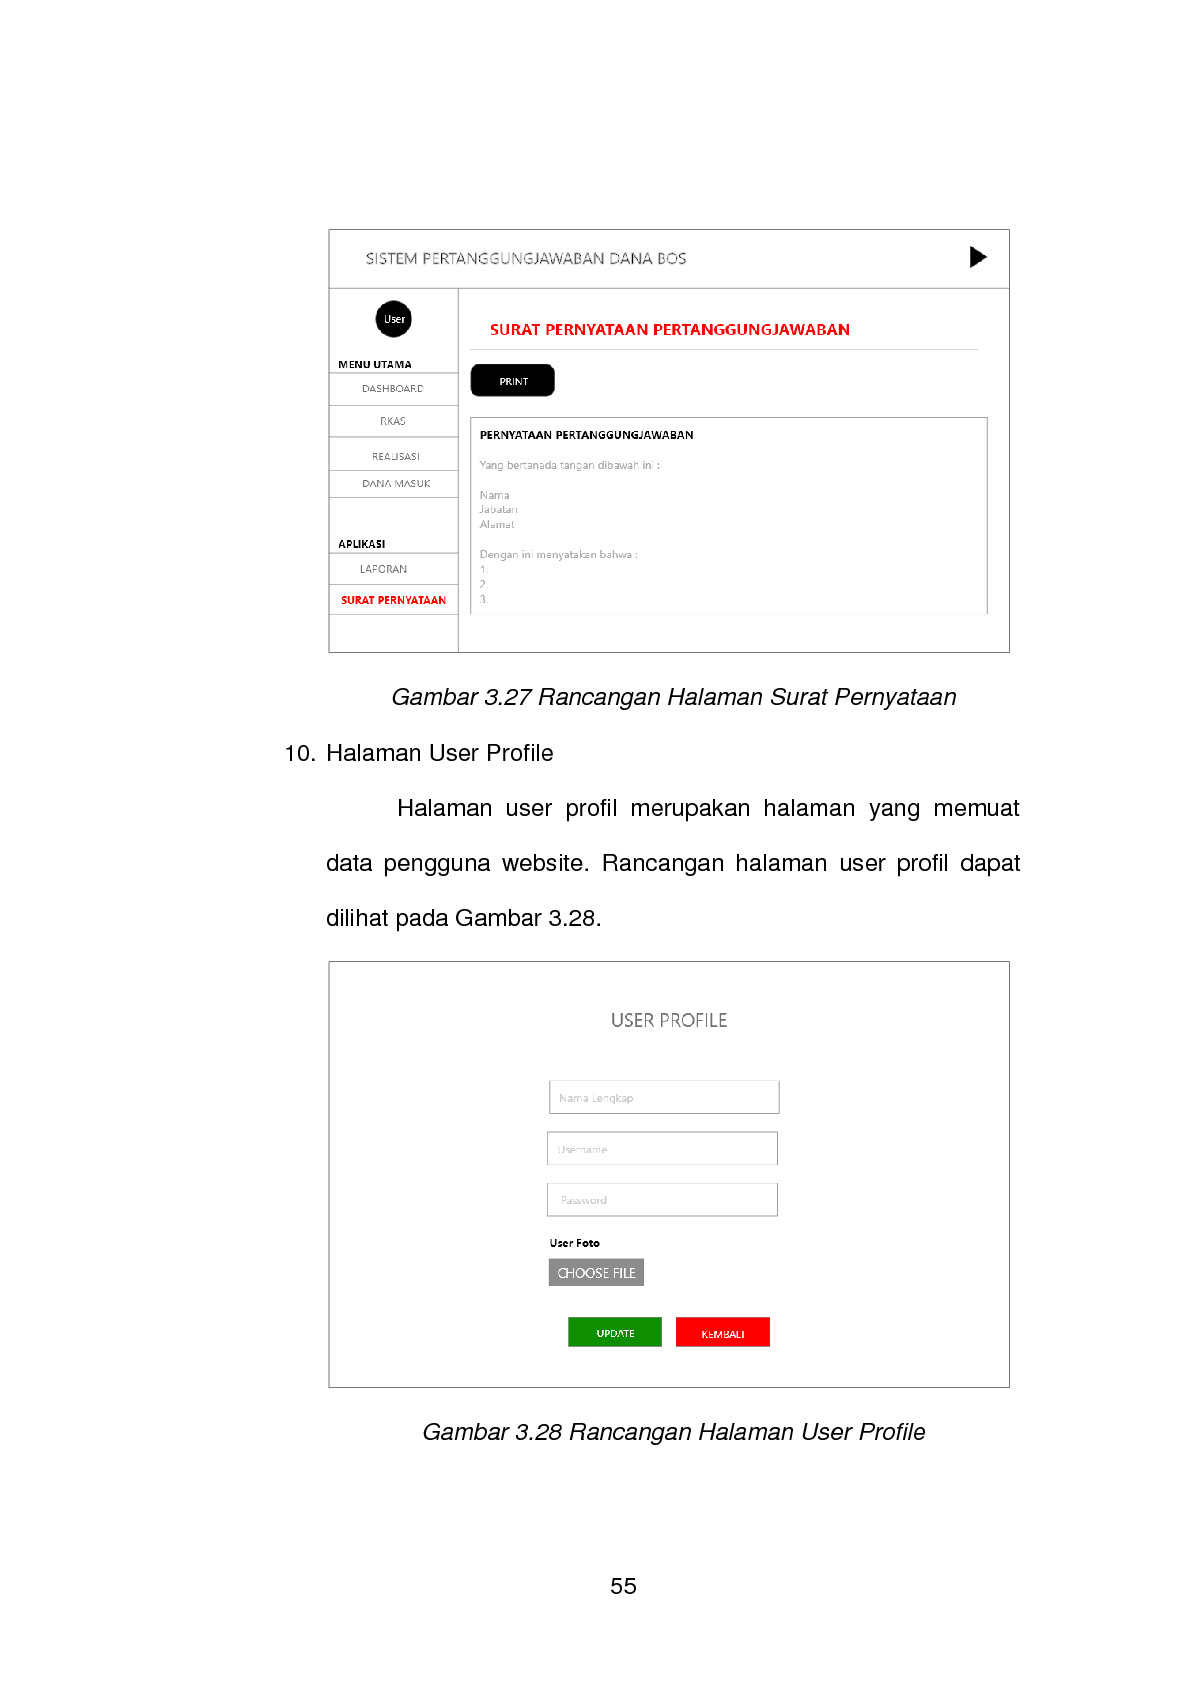 SISTEM PERTANGGUNGJAWABAN DANA BOS
User
MENU UTAMA
DASHBOARD
RKAS
REALISASI
DANA MASUK
APLIKASI
LAPORAN
SURAT PERNYATAAN
SURAT PERNYATAAN PERTANGGUNGJAWABAN
PRINT
PERNYATAAN PERTANGGUNGJAWABAN
Yang bertanada tangan dibawah ini :
Nama
Jabatan
Alamat
Dengan ini menyatakan bahwa :
1.
2.
3.
Gambar 3.27 Rancangan Halaman Surat Pernyataan
10. Halaman User Profile
Halaman user profil merupakan halaman yang memuat
data pengguna website. Rancangan halaman user profil dapat
dilihat pada Gambar 3.28.
USER PROFILE
Nama Lengkap
Username
Password
User Foto
CHOOSE FILE
UPDATE
KEMBALI
Gambar 3.28 Rancangan Halaman User Profile
55